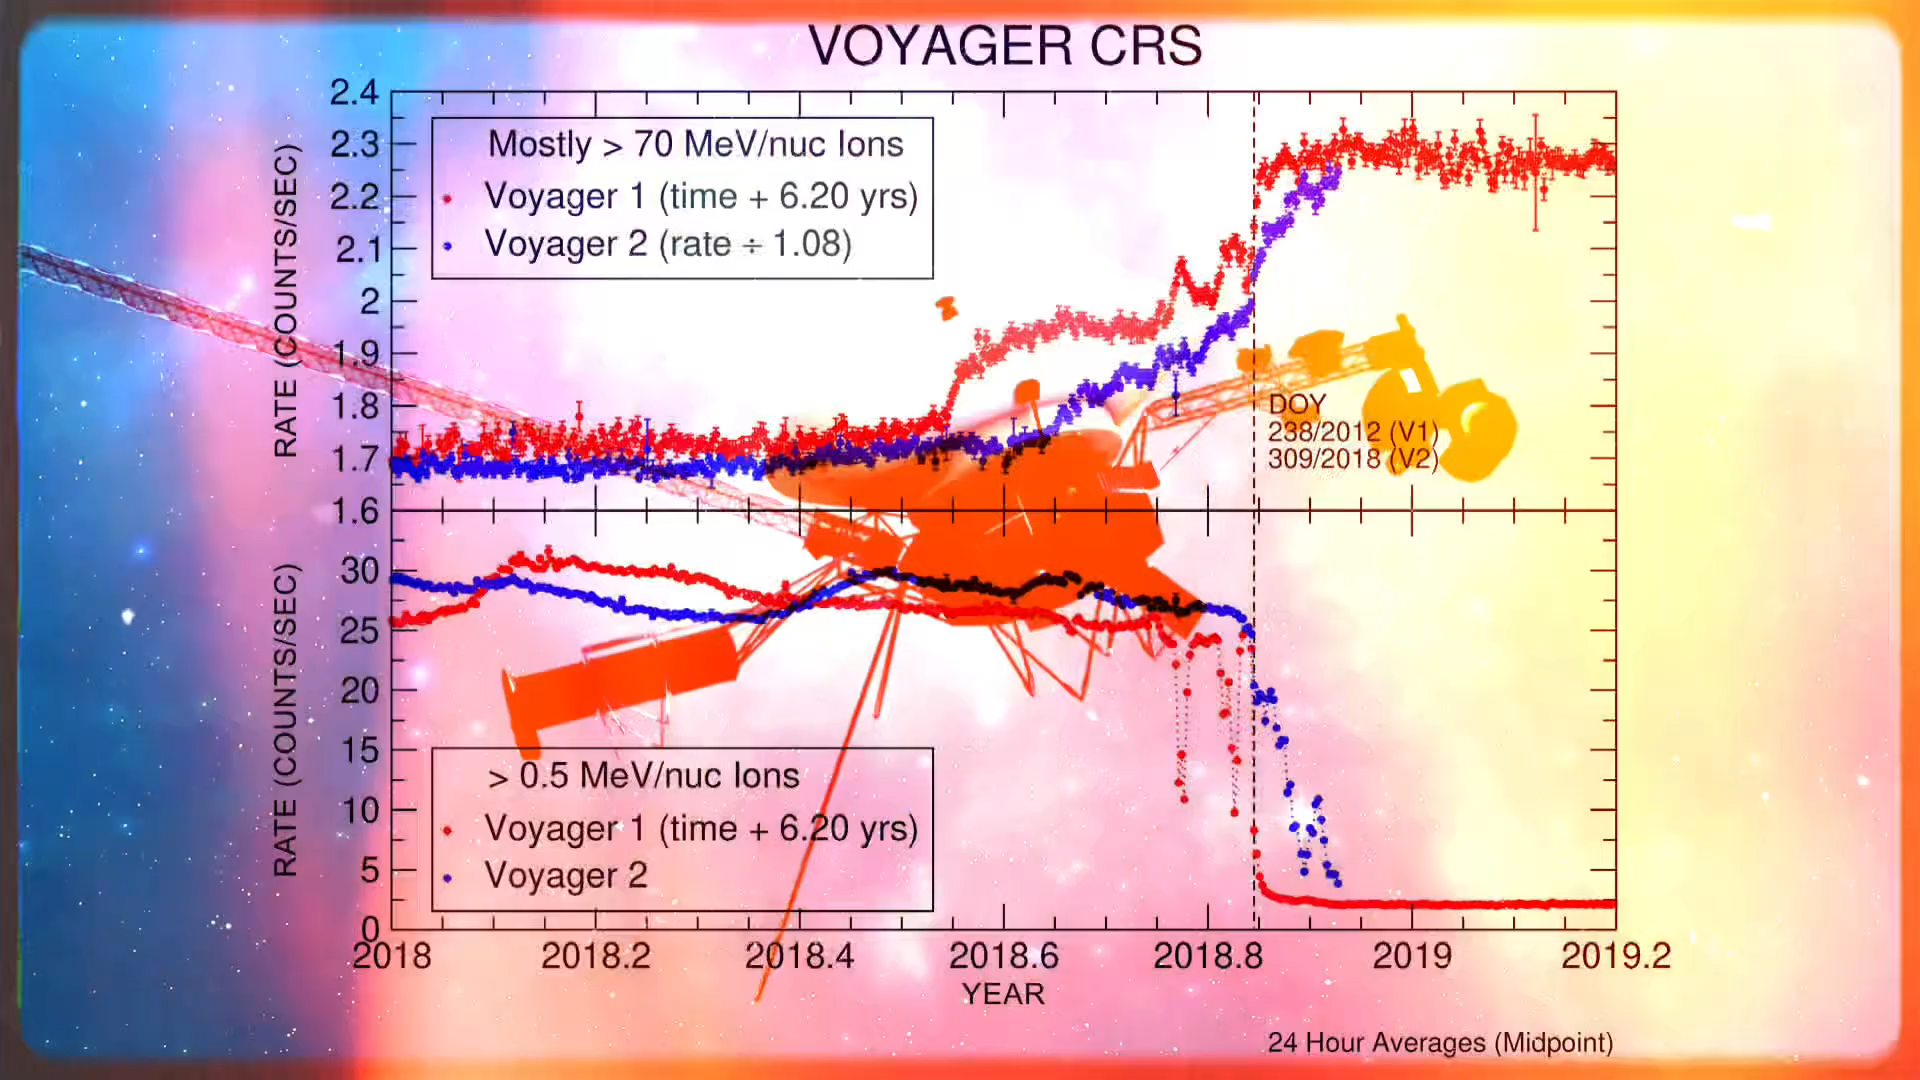 VOYAGER CRS
2.4
2.3
2.2
2.1
2
1.9
1.8
1.7
1.6
RATE (COUNTS/SEC)
Mostly > 70 MeV/nuc Ions
Voyager 1 (time + 6.20 yrs)
Voyager 2 (rate ÷ 1.08)
DOY
238/2012 (V1)
309/2018 (V2)
30
25
20
15
10
5
0
RATE (COUNTS/SEC)
> 0.5 MeV/nuc Ions
Voyager 1 (time + 6.20 yrs)
Voyager 2
2018 2018.2 2018.4 2018.6 2018.8 2019 2019.2
YEAR
24 Hour Averages (Midpoint)